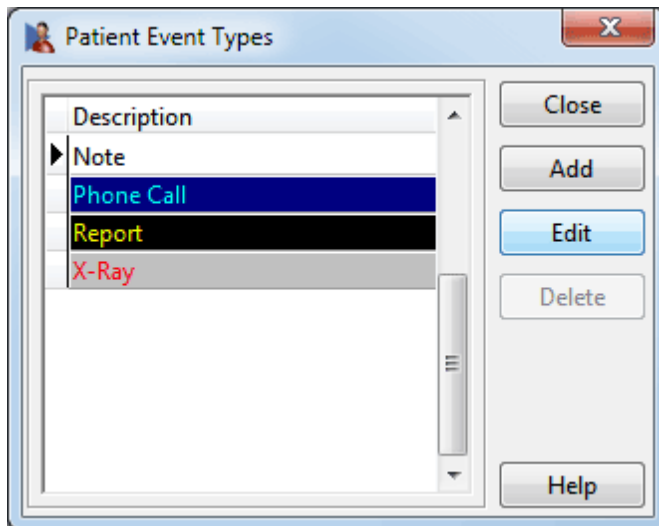 Patient Event Types
Description
Note
Phone Call
Report
X-Ray
Close
Add
Edit
Delete
Help